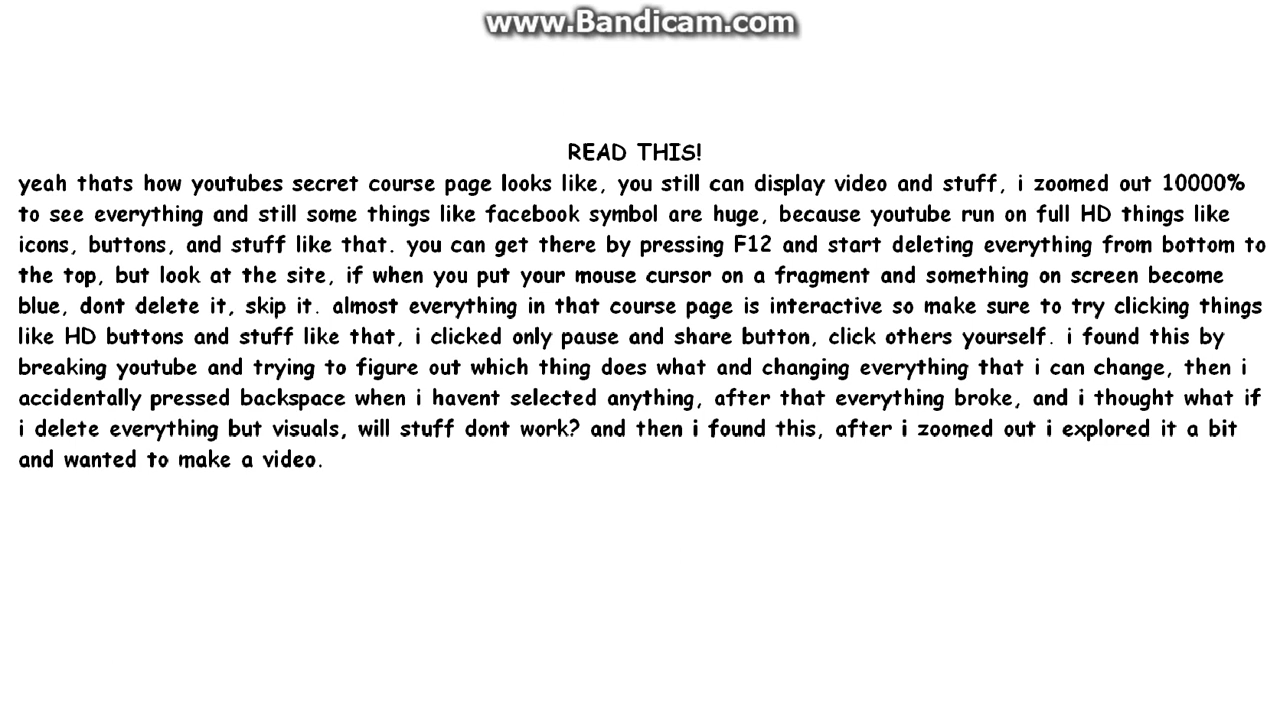 www.Bandicam.com
READ THIS!
yeah thats how youtubes secret course page looks like, you still can display video and stuff, i zoomed out 10000%
to see everything and still some things like facebook symbol are huge, because youtube run on full HD things like
icons, buttons, and stuff like that. you can get there by pressing F12 and start deleting everything from bottom to
the top, but look at the site, if when you put your mouse cursor on a fragment and something on screen become
blue, dont delete it, skip it. almost everything in that course page is interactive so make sure to try clicking things
like HD buttons and stuff like that, i clicked only pause and share button, click others yourself. i found this by
breaking youtube and trying to figure out which thing does what and changing everything that i can change, then i
accidentally pressed backspace when i havent selected anything, after that everything broke, and i thought what if
i delete everything but visuals, will stuff dont work? and then i found this, after i zoomed out i explored it a bit
and wanted to make a video.